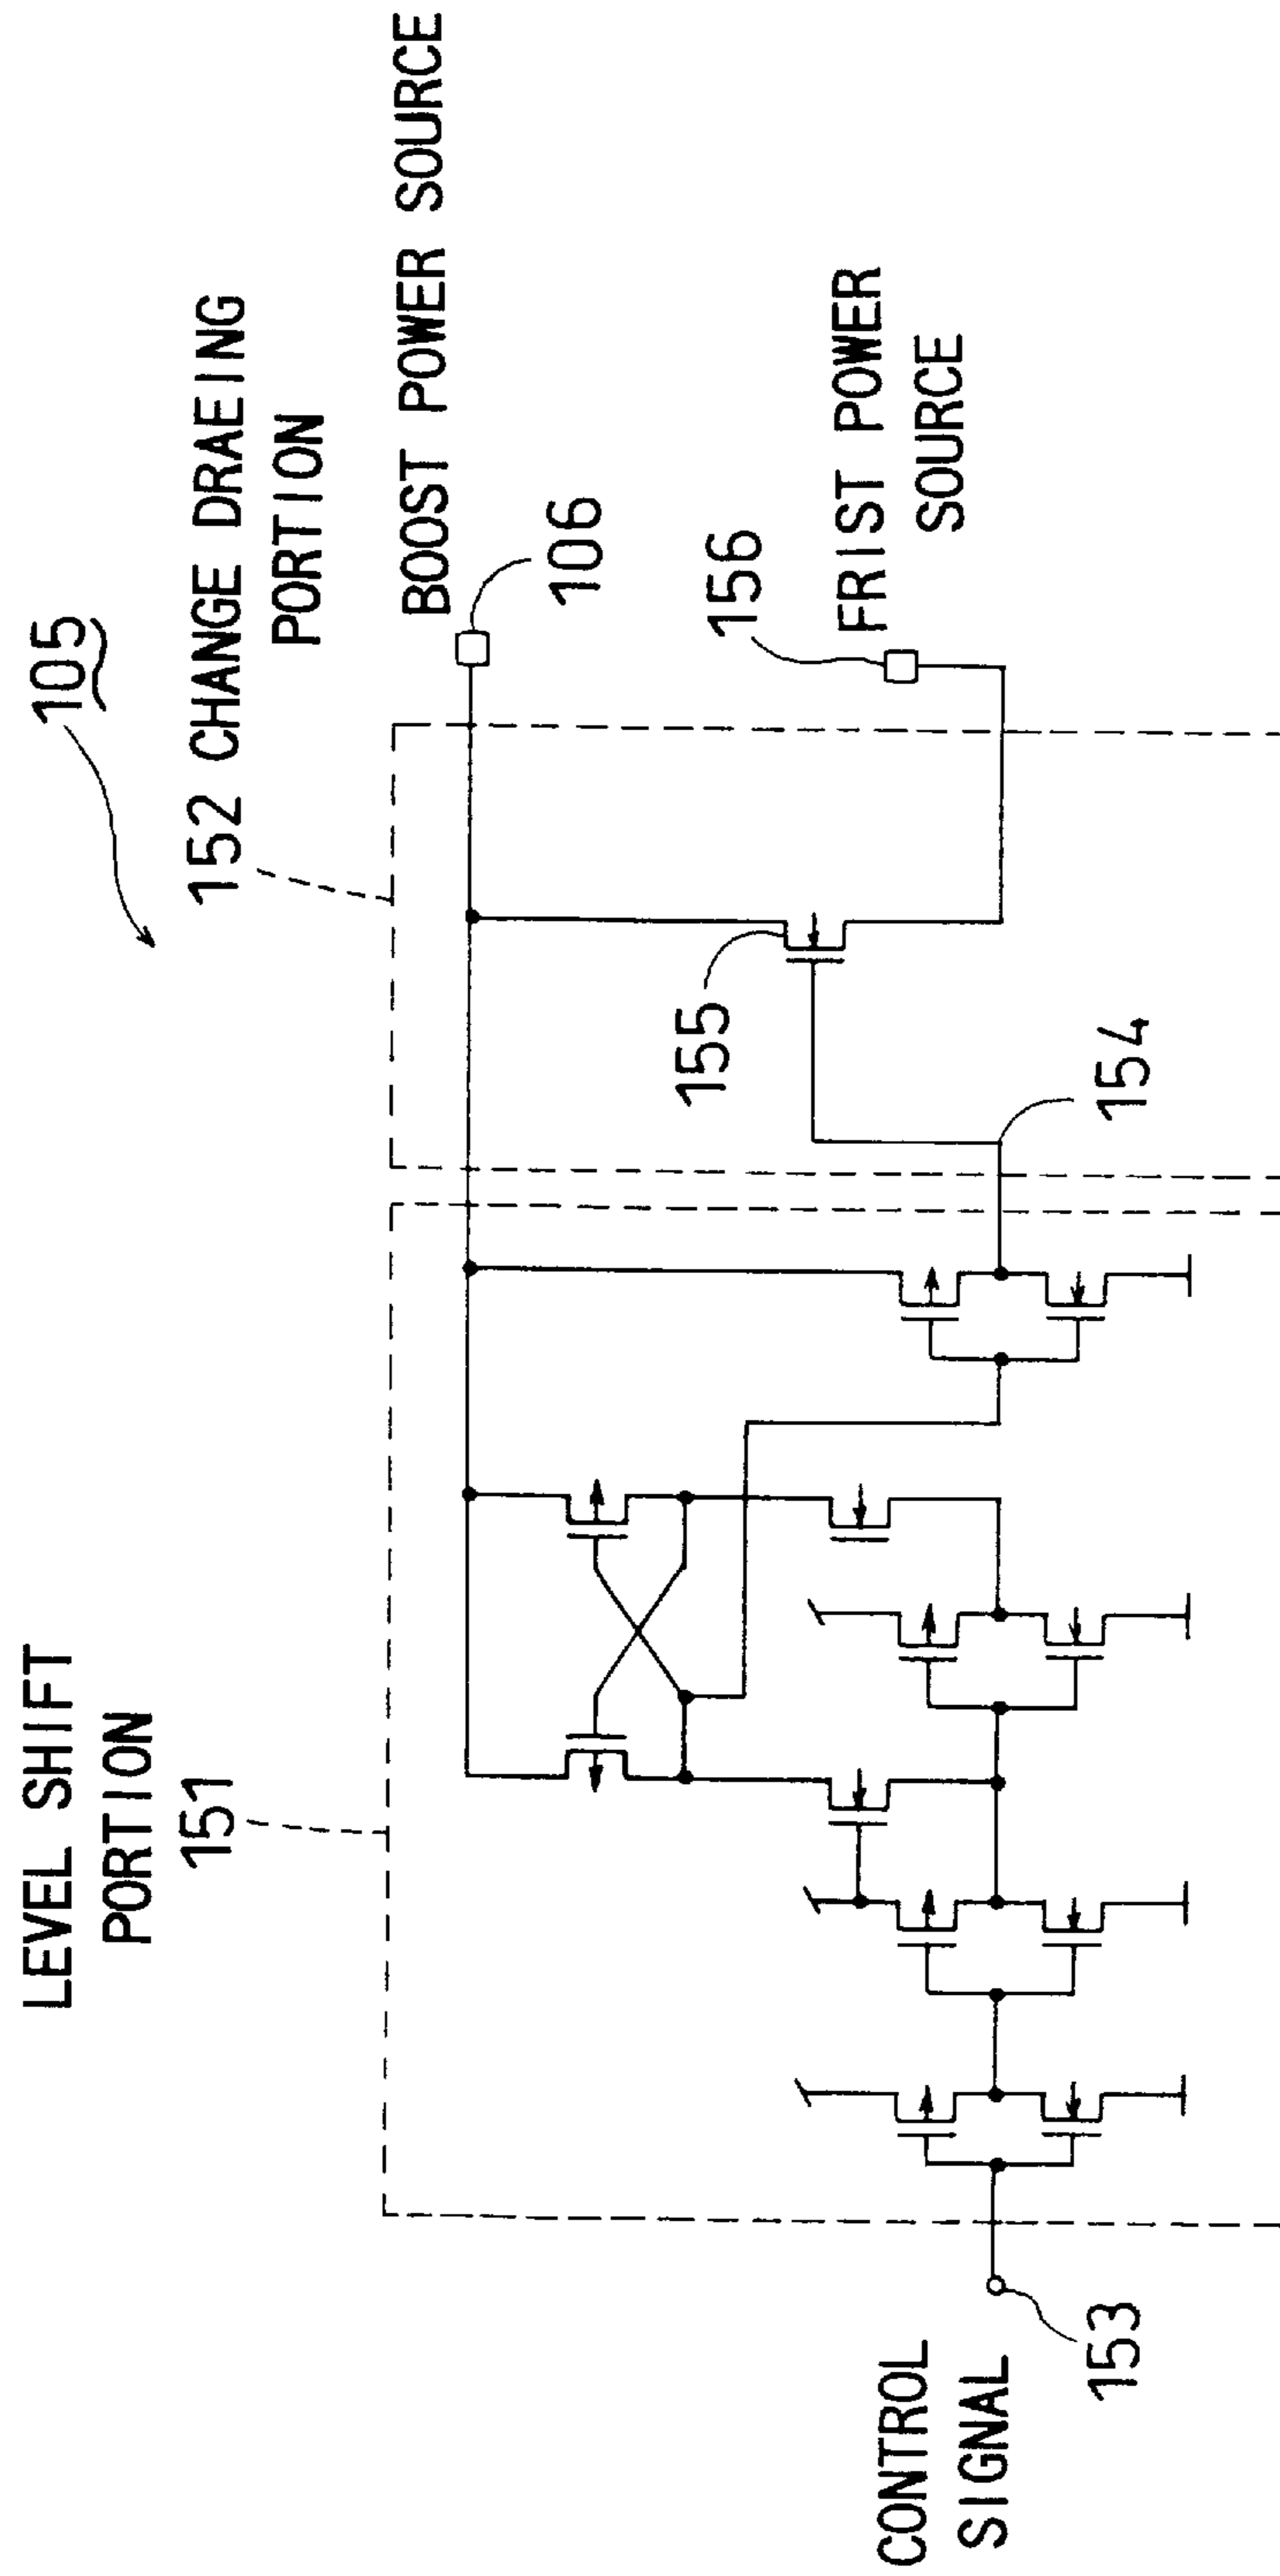 105
LEVEL SHIFT
PORTION
151
152 CHANGE DRAEING
PORTION
BOOST POWER SOURCE
106
155
156
FRIST POWER
SOURCE
154
CONTROL
SIGNAL
153